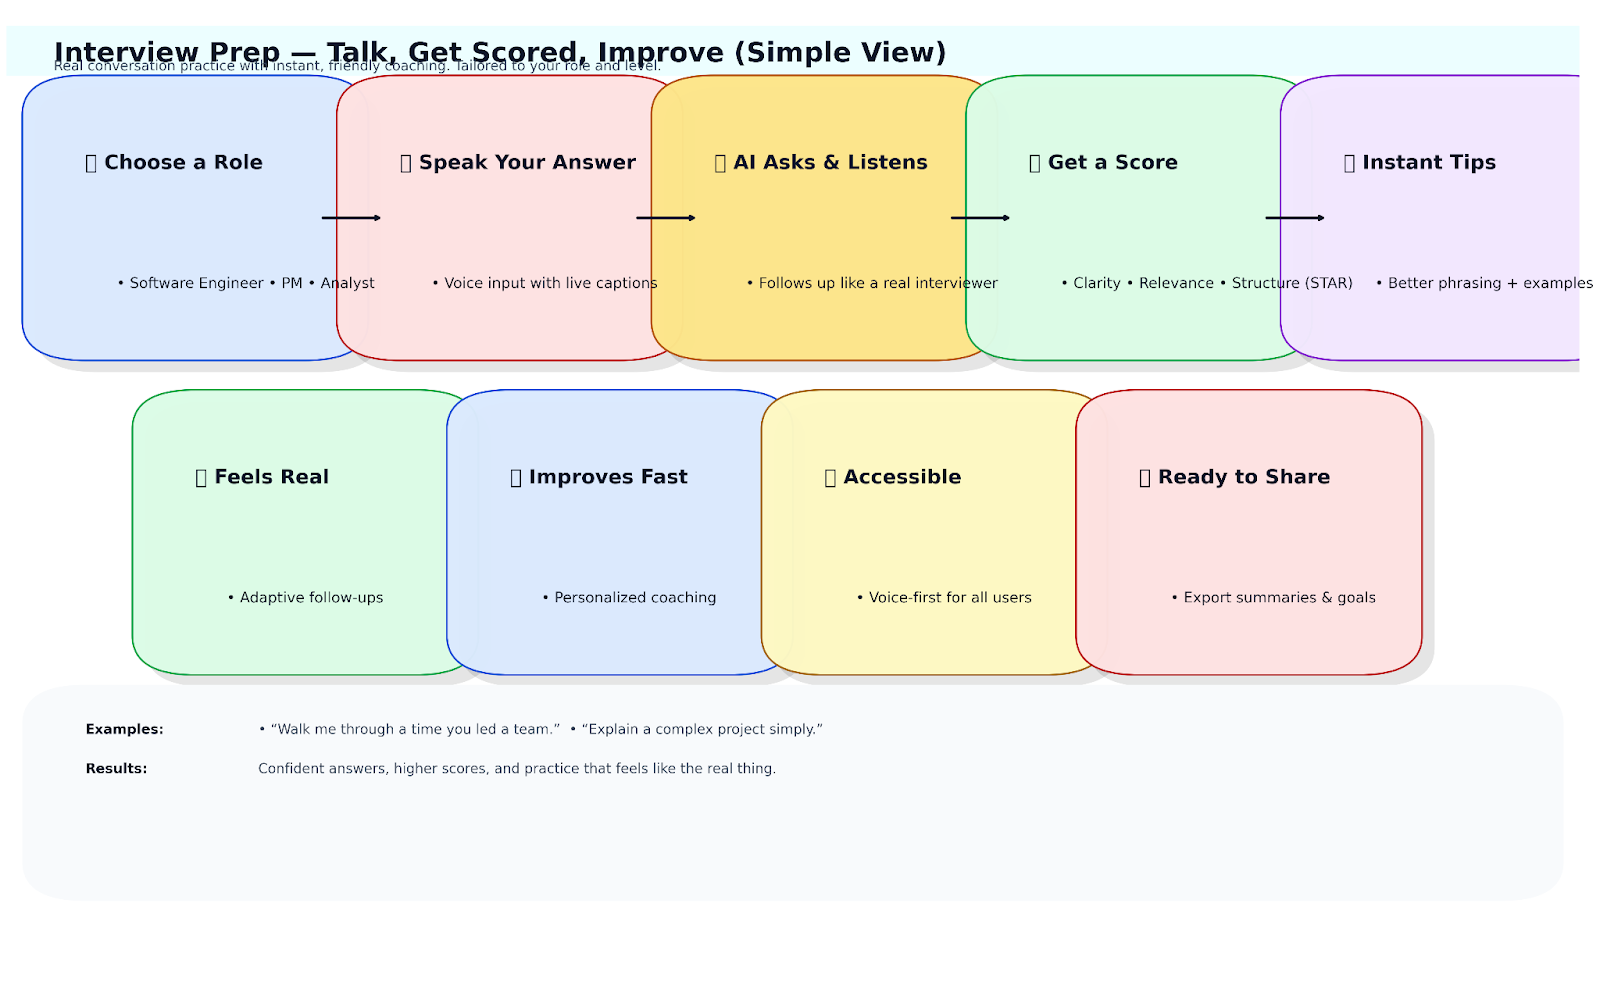 Interview Prep — Talk, Get Scored, Improve (Simple View)
Real conversation practice with instant, friendly coaching. Tailored to your role and level.
Choose a Role
• Software Engineer • PM • Analyst
Speak Your Answer
• Voice input with live captions
AI Asks & Listens
• Follows up like a real interviewer
Get a Score
• Clarity • Relevance • Structure (STAR)
Instant Tips
• Better phrasing + examples
Feels Real
• Adaptive follow-ups
Improves Fast
• Personalized coaching
Accessible
• Voice-first for all users
Ready to Share
• Export summaries & goals
Examples: • “Walk me through a time you led a team.” • “Explain a complex project simply.”
Results: Confident answers, higher scores, and practice that feels like the real thing.